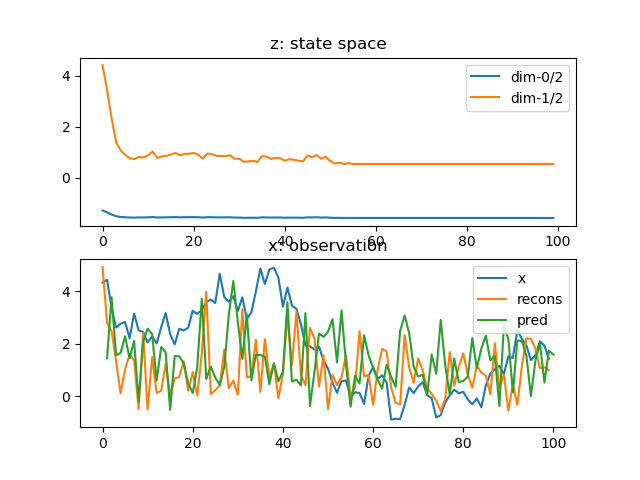 z: state space
4
2
0
dim-0/2
dim-1/2
0 20 40 60 80 100
x: observation
4
2
0
x
recons
pred
0 20 40 60 80 100